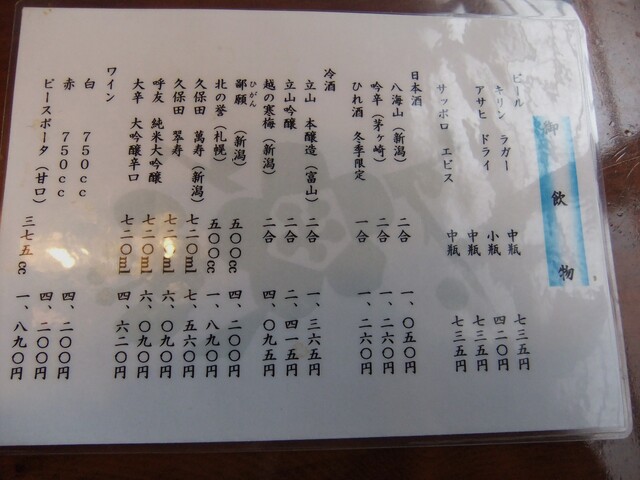 御飲物
ビール
キリン ラガー 中瓶 七三五円
小瓶 四二〇円
アサヒ ドライ 中瓶 七三五円
サッポロ エビス 中瓶 七三五円
日本酒
八海山（新潟） 二合 一、〇五〇円
吟辛（茅ヶ崎） 二合 一、二六〇円
ひれ酒 冬季限定 一合 一、二六〇円
冷酒
立山 本醸造（富山） 二合 一、三六五円
立山吟醸 二合 二、四一五円
越の寒梅（新潟） 二合 四、〇九五円
ひがん
鄙願 （新潟） 五〇〇cc 四、二〇〇円
北の誉（札幌） 五〇〇cc 一、八九〇円
久保田 萬寿（新潟） 七二〇ml 七、五六〇円
久保田 翠寿 七二〇ml 六、〇九〇円
呼友 純米大吟醸 七二〇ml 六、〇九〇円
大辛 大吟醸辛口 七二〇ml 四、六二〇円
ワイン
白 750cc 四、二〇〇円
赤 750cc 四、二〇〇円
ピースポータ（甘口） 三七五cc 一、八九〇円